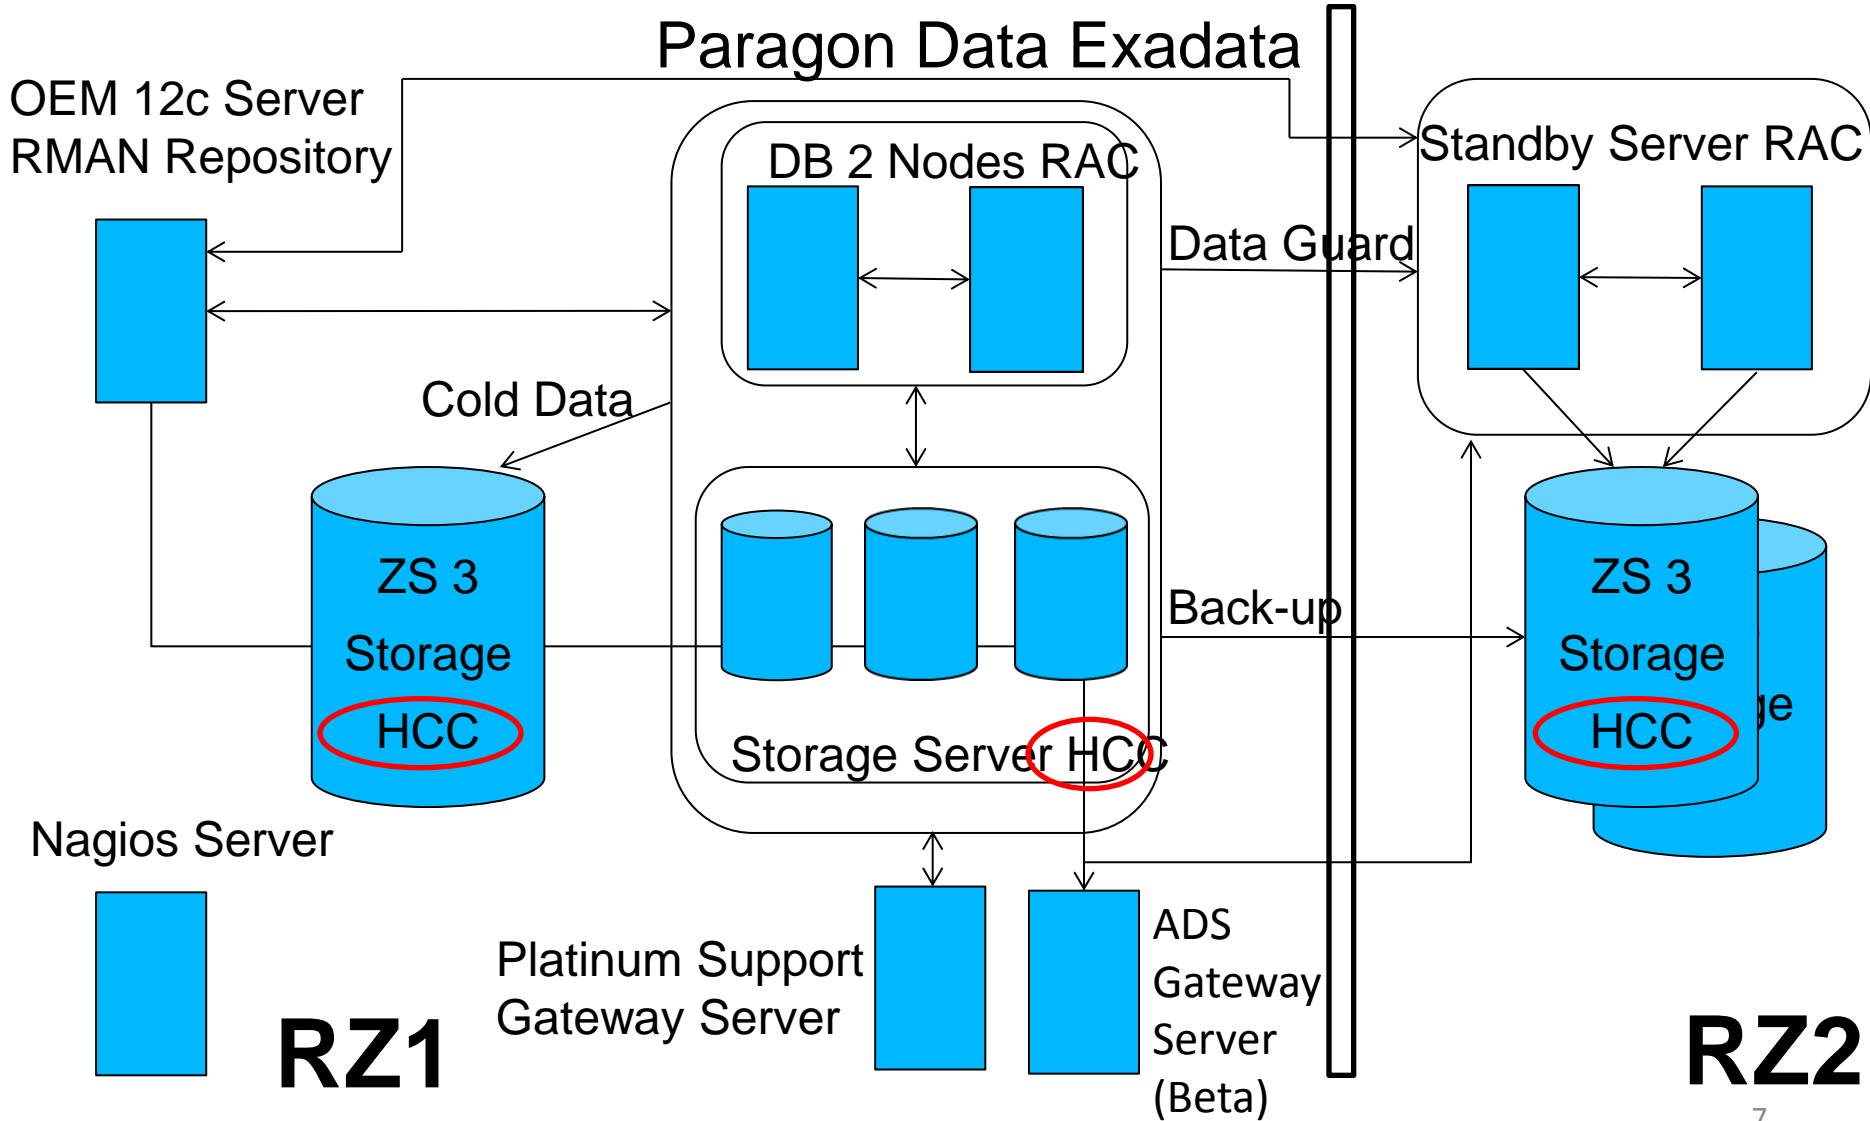 Paragon Data Exadata
OEM 12c Server
RMAN Repository
DB 2 Nodes RAC
Standby Server RAC
Data Guard
Cold Data
ZS 3
Storage
HCC
Back-up
Storage Server HCC
ZS 3
Storage
HCC
ge
Nagios Server
Platinum Support
Gateway Server
ADS
Gateway
Server
(Beta)
RZ1
RZ2
7